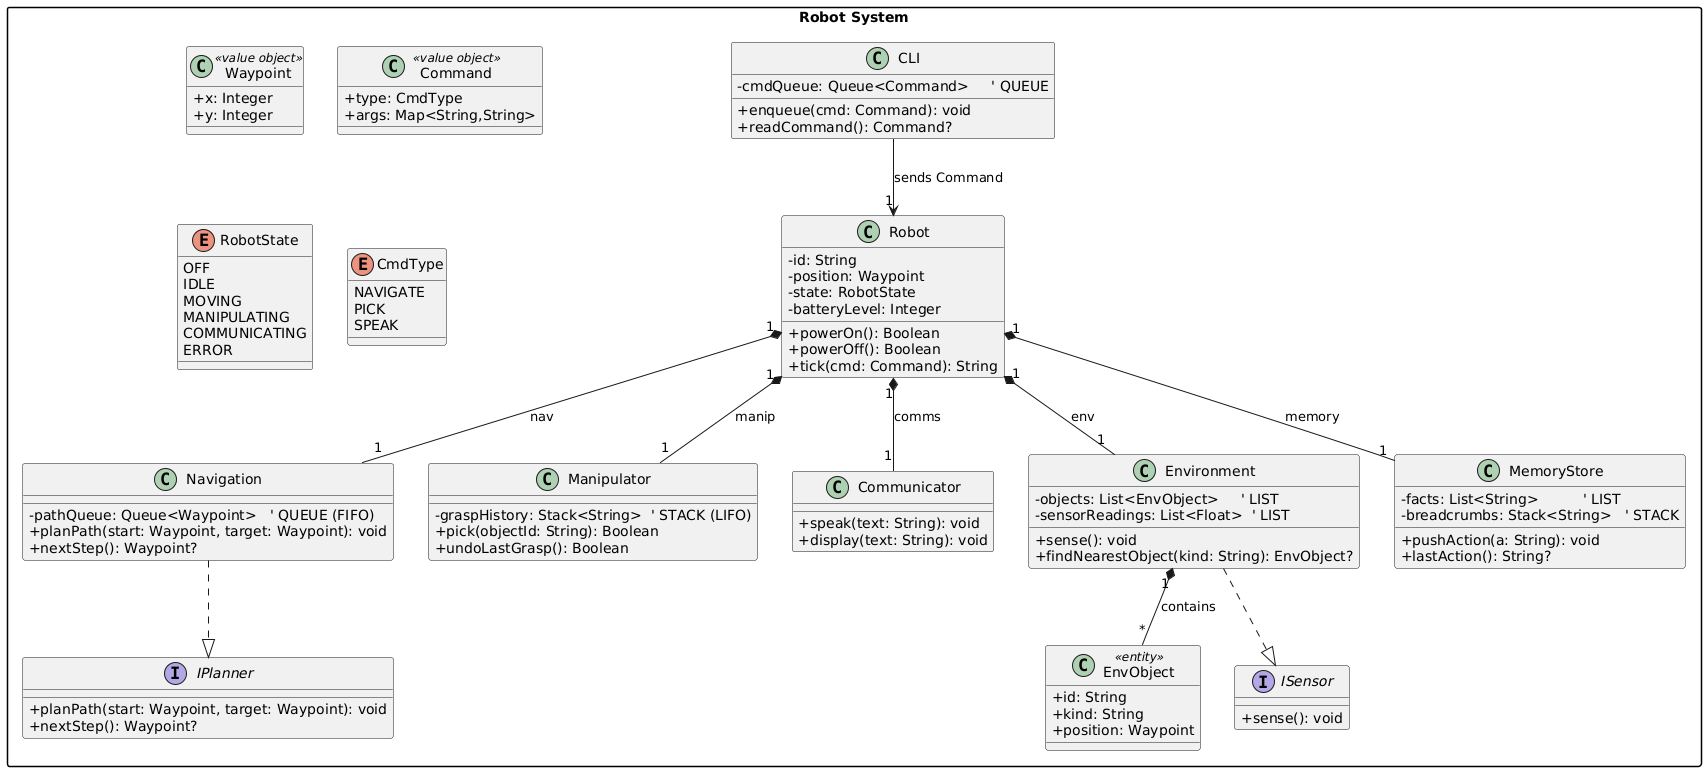 Robot System
C «value object»
Waypoint
+x: Integer
+y: Integer
C «value object»
Command
+type: CmdType
+args: Map<String,String>
C CLI
-cmdQueue: Queue<Command>     ' QUEUE
+enqueue(cmd: Command): void
+readCommand(): Command?
sends Command
1
E RobotState
OFF
IDLE
MOVING
MANIPULATING
COMMUNICATING
ERROR
E CmdType
NAVIGATE
PICK
SPEAK
C Robot
-id: String
-position: Waypoint
-state: RobotState
-batteryLevel: Integer
+powerOn(): Boolean
+powerOff(): Boolean
+tick(cmd: Command): String
1
1
1
1
1
nav
manip
comms
env
memory
1
1
1
1
1
C Navigation
-pathQueue: Queue<Waypoint>   ' QUEUE (FIFO)
+planPath(start: Waypoint, target: Waypoint): void
+nextStep(): Waypoint?
C Manipulator
-graspHistory: Stack<String>  ' STACK (LIFO)
+pick(objectId: String): Boolean
+undoLastGrasp(): Boolean
C Communicator
+speak(text: String): void
+display(text: String): void
C Environment
-objects: List<EnvObject>     ' LIST
-sensorReadings: List<Float>  ' LIST
+sense(): void
+findNearestObject(kind: String): EnvObject?
C MemoryStore
-facts: List<String>          ' LIST
-breadcrumbs: Stack<String>   ' STACK
+pushAction(a: String): void
+lastAction(): String?
1
contains
*
I IPlanner
+planPath(start: Waypoint, target: Waypoint): void
+nextStep(): Waypoint?
C «entity»
EnvObject
+id: String
+kind: String
+position: Waypoint
I ISensor
+sense(): void